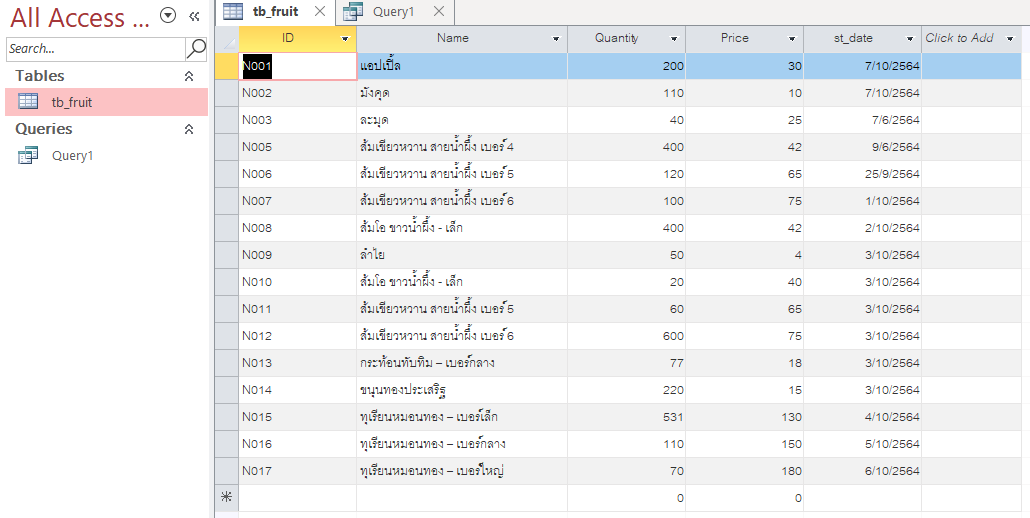 All Access ...
Search...
Tables
tb_fruit
Queries
Query1
tb_fruit Query1
ID Name Quantity Price st_date Click to Add
N001 แอปเปิ้ล 200 30 7/10/2564
N002 มังคุด 110 10 7/10/2564
N003 ละมุด 40 25 7/6/2564
N005 ส้มเขียวหวาน สายน้ำผึ้ง เบอร์ 4 400 42 9/6/2564
N006 ส้มเขียวหวาน สายน้ำผึ้ง เบอร์ 5 120 65 25/9/2564
N007 ส้มเขียวหวาน สายน้ำผึ้ง เบอร์ 6 100 75 1/10/2564
N008 ส้มโอ ขาวน้ำผึ้ง - เล็ก 400 42 2/10/2564
N009 ลำไย 50 4 3/10/2564
N010 ส้มโอ ขาวน้ำผึ้ง - เล็ก 20 40 3/10/2564
N011 ส้มเขียวหวาน สายน้ำผึ้ง เบอร์ 5 60 65 3/10/2564
N012 ส้มเขียวหวาน สายน้ำผึ้ง เบอร์ 6 600 75 3/10/2564
N013 กระท้อนทับทิม – เบอร์กลาง 77 18 3/10/2564
N014 ขนุนทองประเสริฐ 220 15 3/10/2564
N015 ทุเรียนหมอนทอง – เบอร์เล็ก 531 130 4/10/2564
N016 ทุเรียนหมอนทอง – เบอร์กลาง 110 150 5/10/2564
N017 ทุเรียนหมอนทอง – เบอร์ใหญ่ 70 180 6/10/2564
0 0